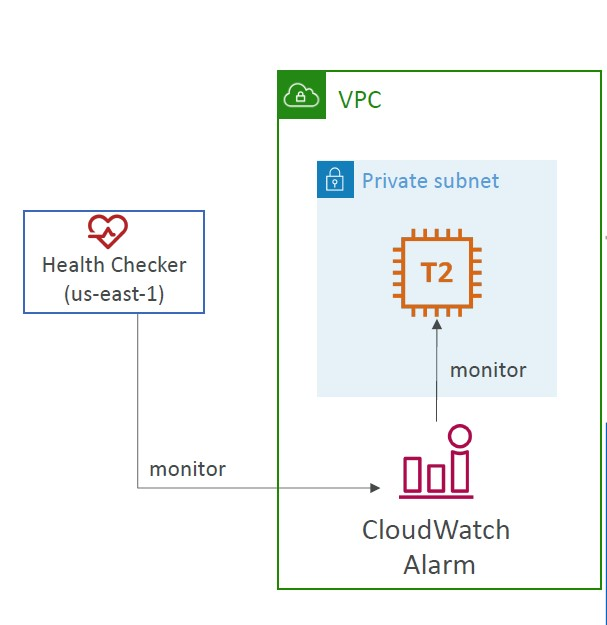 VPC
Private subnet
T2
Health Checker
(us-east-1)
monitor
monitor
CloudWatch
Alarm